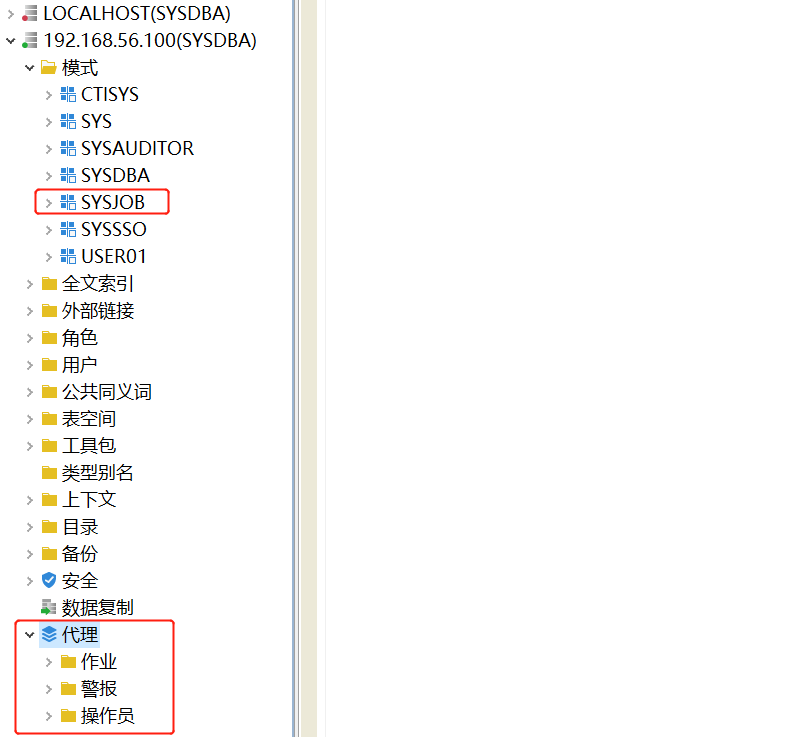 LOCALHOST(SYSDBA)
192.168.56.100(SYSDBA)
模式
CTISYS
SYS
SYSAUDITOR
SYSDBA
SYSJOB
SYSSSO
USER01
全文索引
外部链接
角色
用户
公共同义词
表空间
工具包
类型别名
上下文
目录
备份
安全
数据复制
代理
作业
警报
操作员